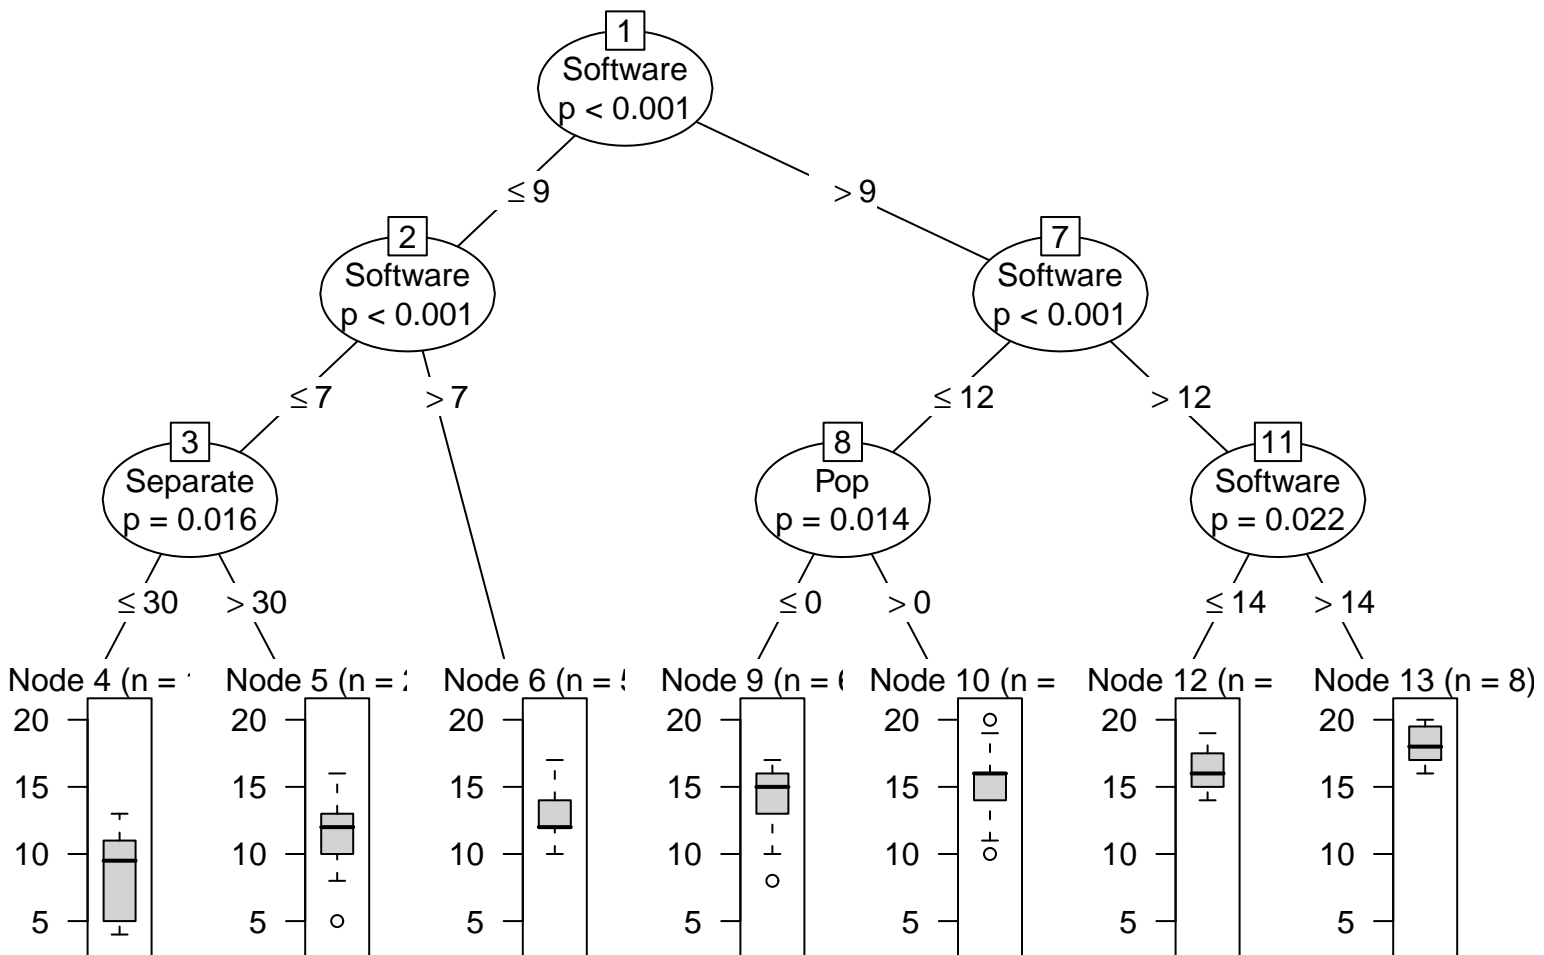 1
Software
p < 0.001
≤ 9
> 9
2
Software
p < 0.001
7
Software
p < 0.001
≤ 7
> 7
≤ 12
> 12
3
Separate
p = 0.016
8
Pop
p = 0.014
11
Software
p = 0.022
≤ 30
> 30
≤ 0
> 0
≤ 14
> 14
Node 4 (n =
Node 5 (n =
Node 6 (n =
Node 9 (n =
Node 10 (n =
Node 12 (n =
Node 13 (n = 8)
20
15
10
5
20
15
10
5
20
15
10
5
20
15
10
5
20
15
10
5
20
15
10
5
20
15
10
5